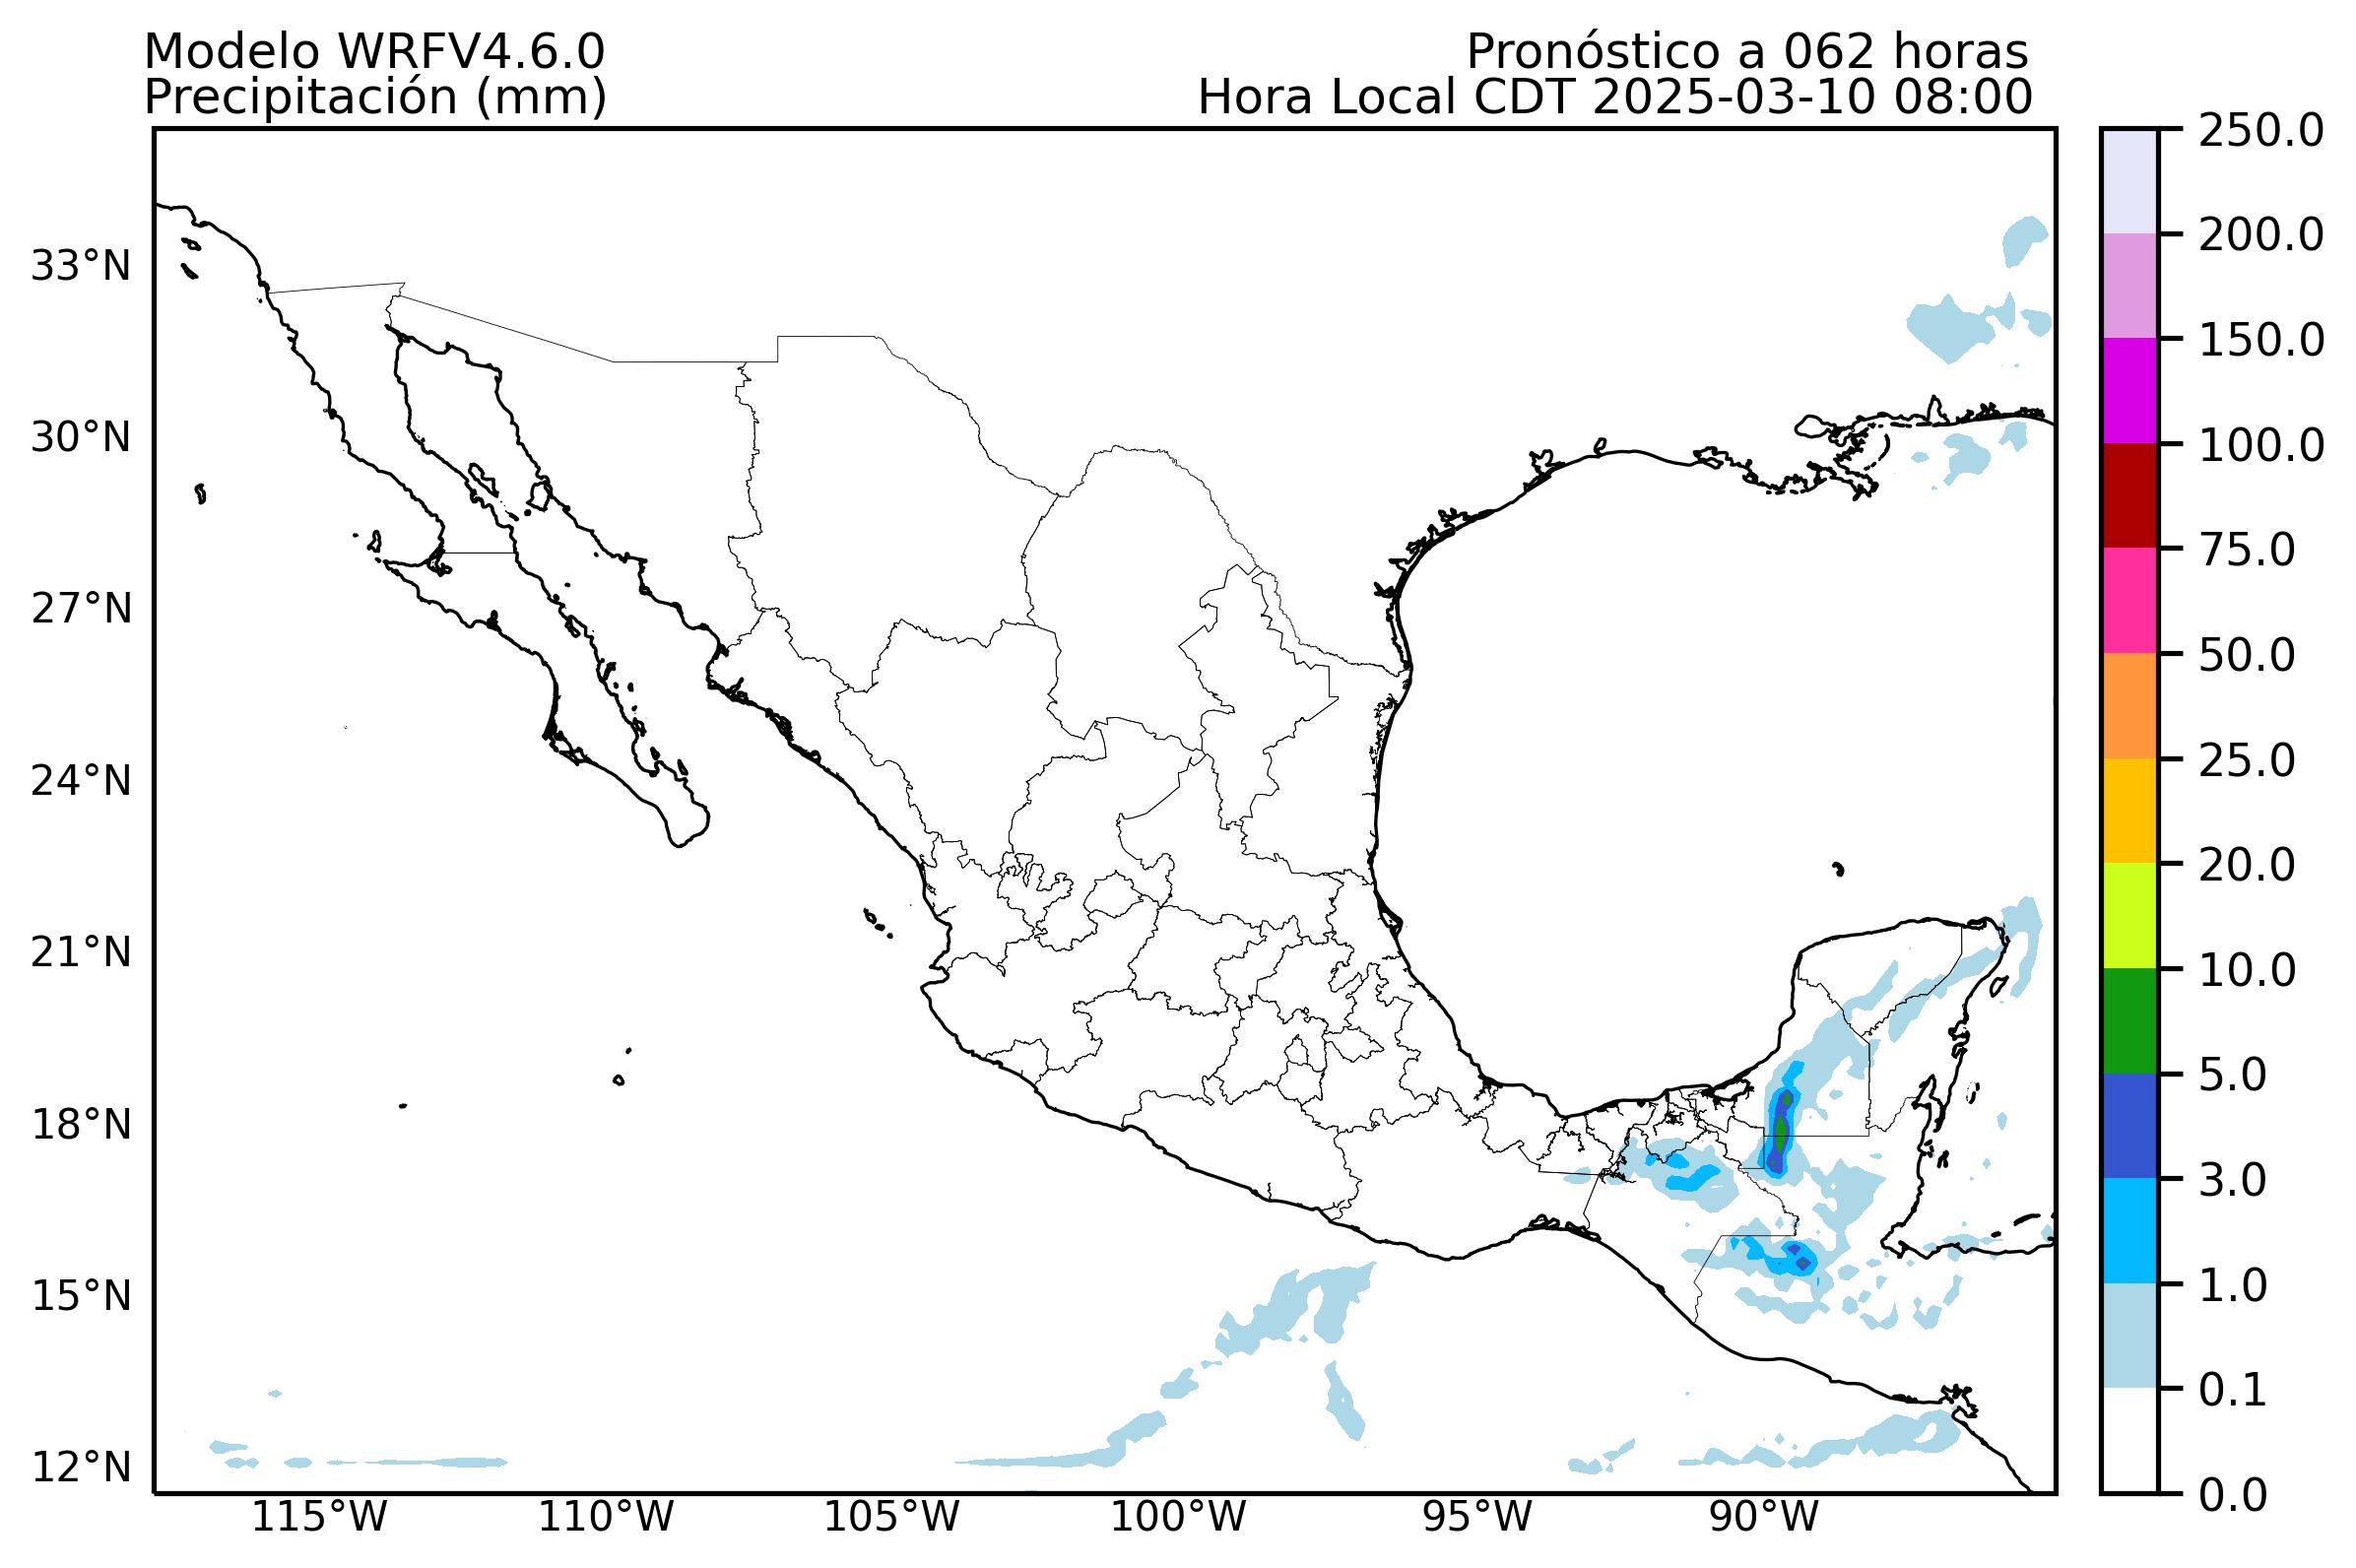 Modelo WRFV4.6.0
Precipitación (mm)
Pronóstico a 062 horas
Hora Local CDT 2025-03-10 08:00
33°N
30°N
27°N
24°N
21°N
18°N
15°N
12°N
115°W
110°W
105°W
100°W
95°W
90°W
250.0
200.0
150.0
100.0
75.0
50.0
25.0
20.0
10.0
5.0
3.0
1.0
0.1
0.0